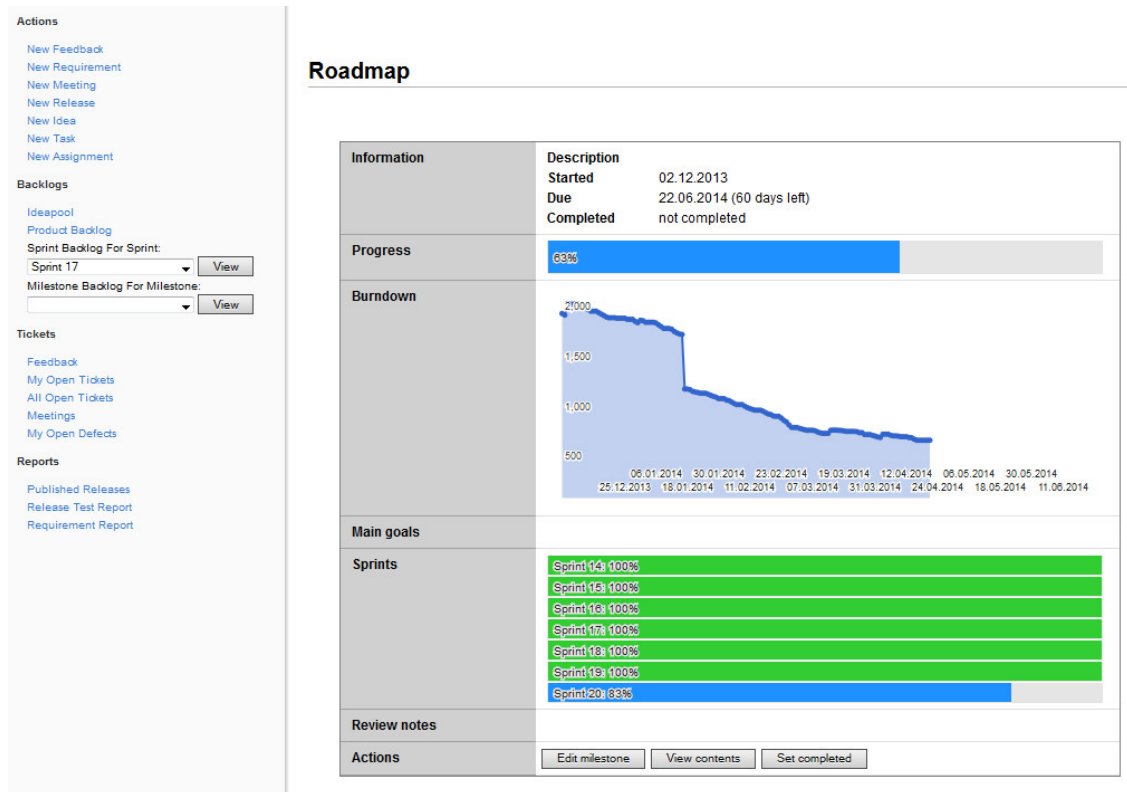 Actions
New Feedback
New Requirement
New Meeting
New Release
New Idea
New Task
New Assignment
Backlogs
Ideapool
Product Backlog
Sprint Backlog For Sprint:
Sprint 17 View
Milestone Backlog For Milestone:
View
Tickets
Feedback
My Open Tickets
All Open Tickets
Meetings
My Open Defects
Reports
Published Releases
Release Test Report
Requirement Report
Roadmap
Information
Description
Started 02.12.2013
Due 22.06.2014 (60 days left)
Completed not completed
Progress
63%
Burndown
2,000
1,500
1,000
500
06.01.2014 30.01.2014 23.02.2014 19.03.2014 12.04.2014 06.05.2014 30.05.2014
25.12.2013 18.01.2014 11.02.2014 07.03.2014 31.03.2014 24.04.2014 18.05.2014 11.06.2014
Main goals
Sprints
Sprint 14: 100%
Sprint 15: 100%
Sprint 16: 100%
Sprint 17: 100%
Sprint 18: 100%
Sprint 19: 100%
Sprint 20: 83%
Review notes
Actions
Edit milestone View contents Set completed